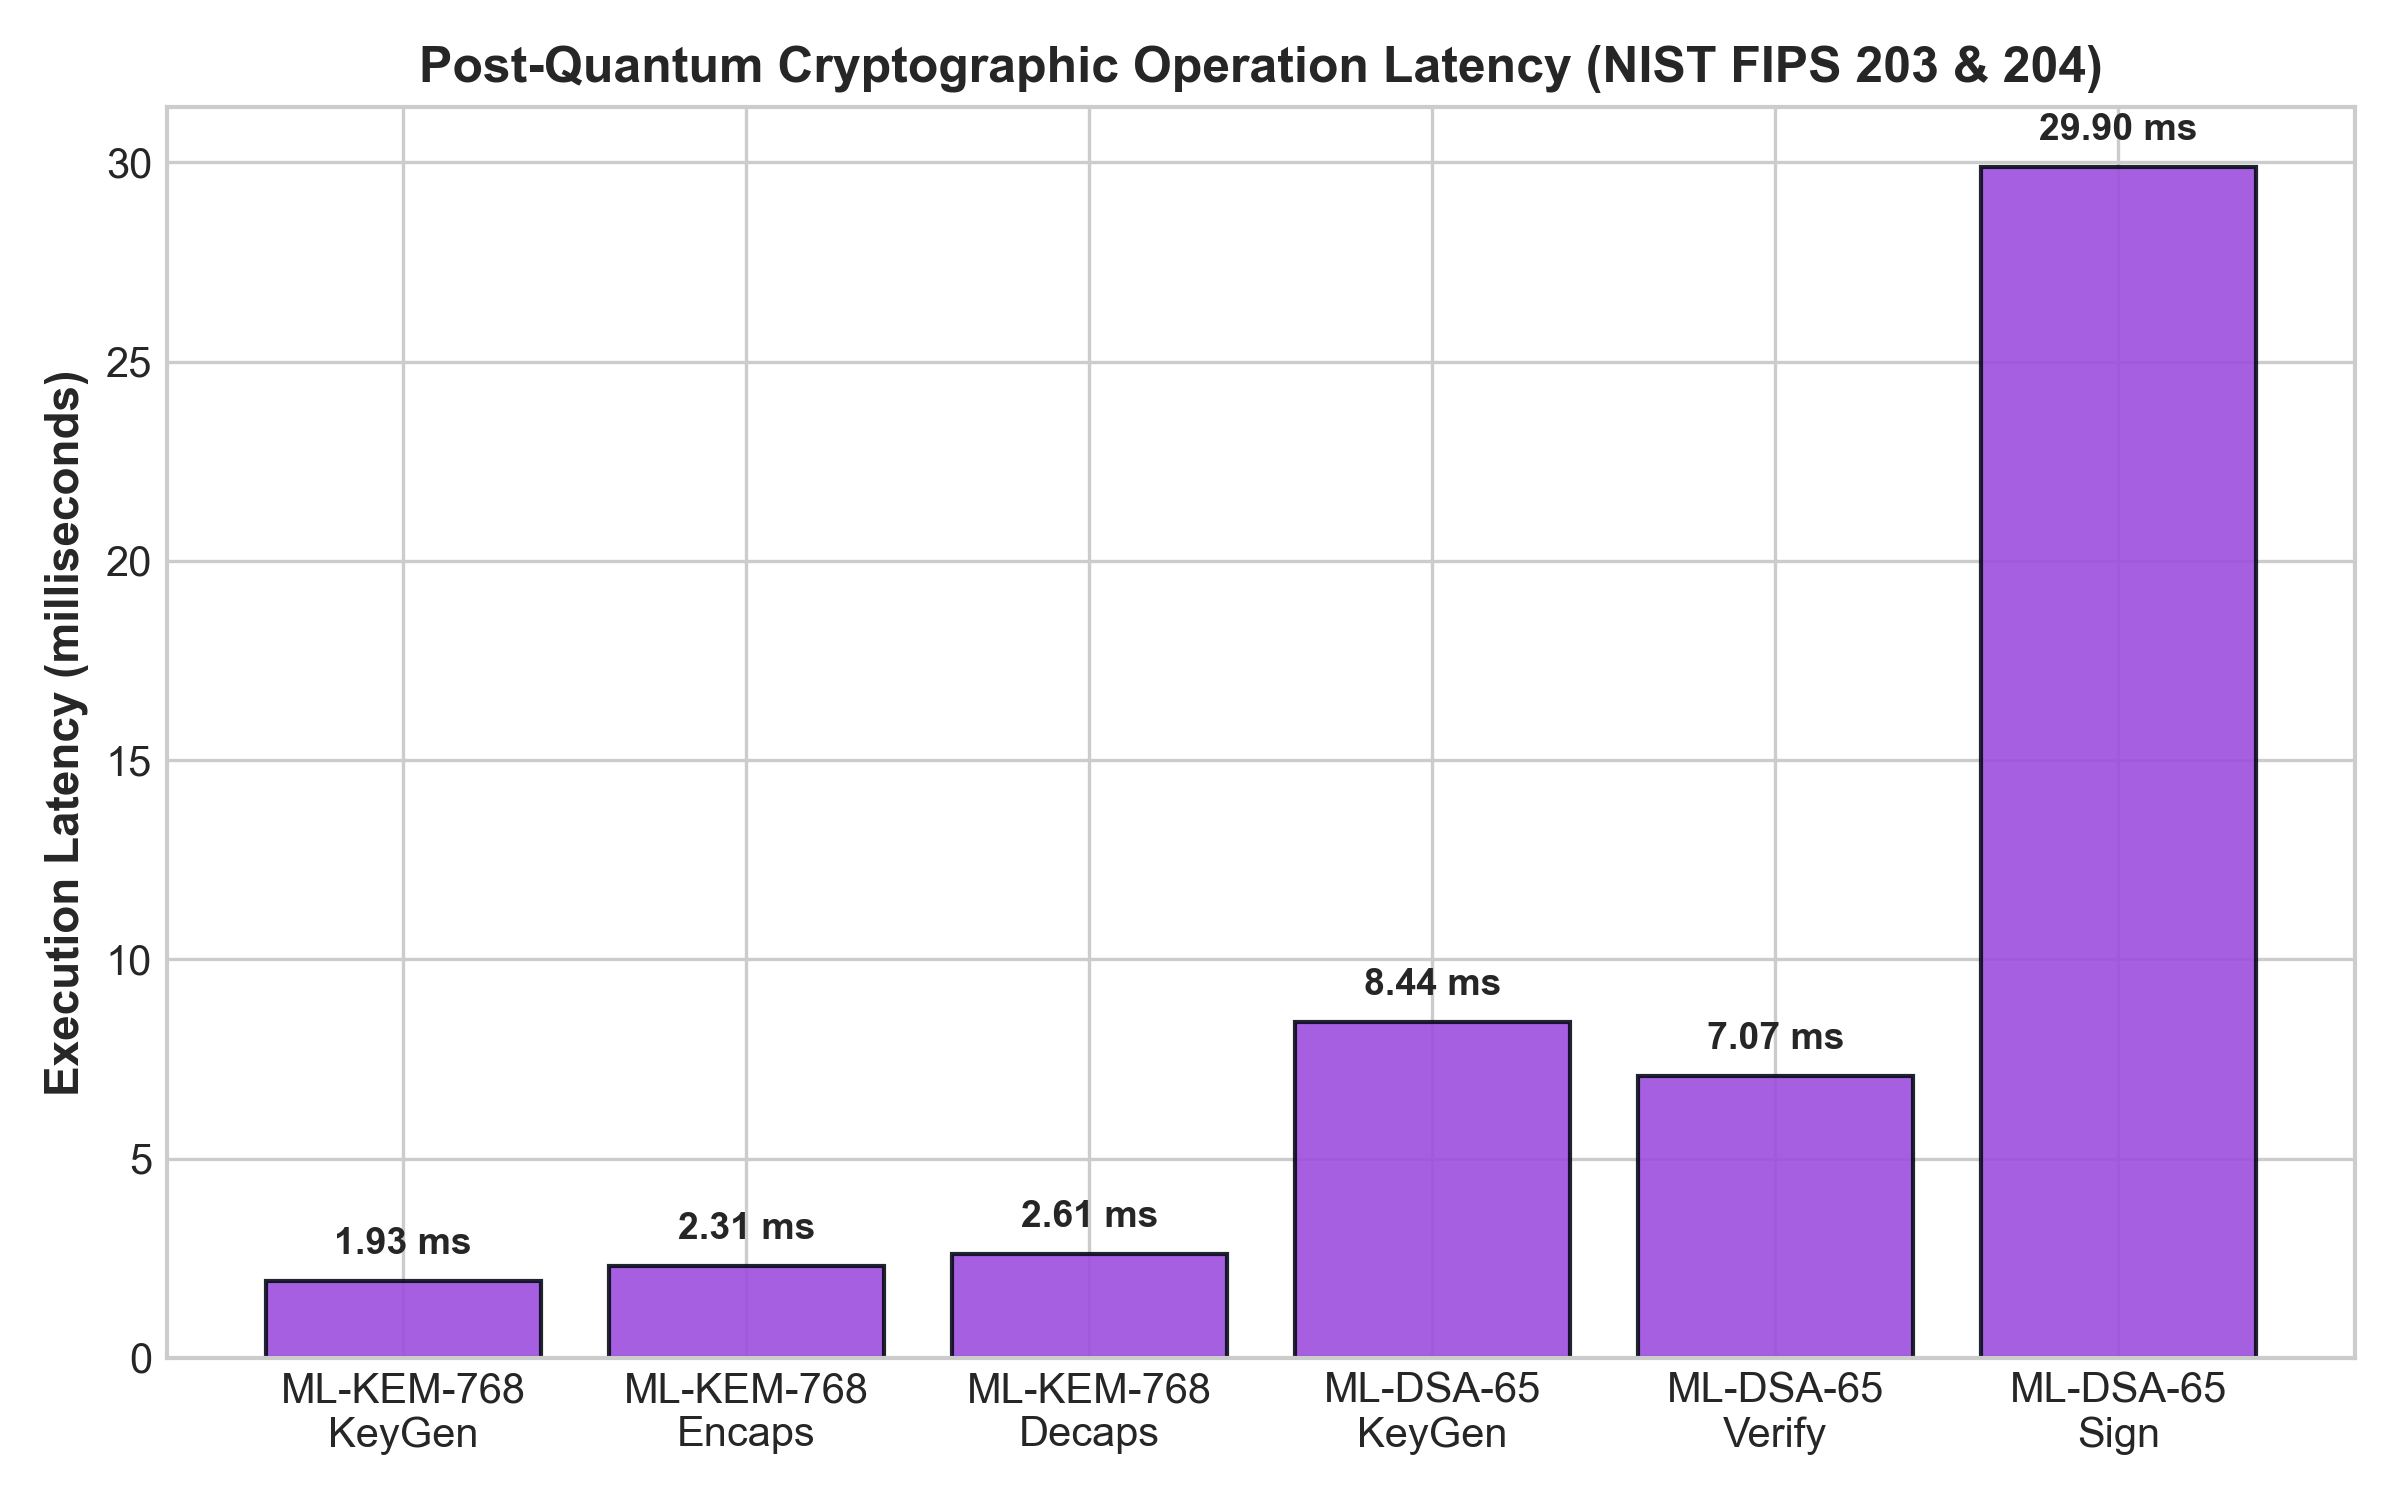 Post-Quantum Cryptographic Operation Latency (NIST FIPS 203 & 204)
Execution Latency (milliseconds)
30
25
20
15
10
5
0
1.93 ms
2.31 ms
2.61 ms
8.44 ms
7.07 ms
29.90 ms
ML-KEM-768
KeyGen
ML-KEM-768
Encaps
ML-KEM-768
Decaps
ML-DSA-65
KeyGen
ML-DSA-65
Verify
ML-DSA-65
Sign